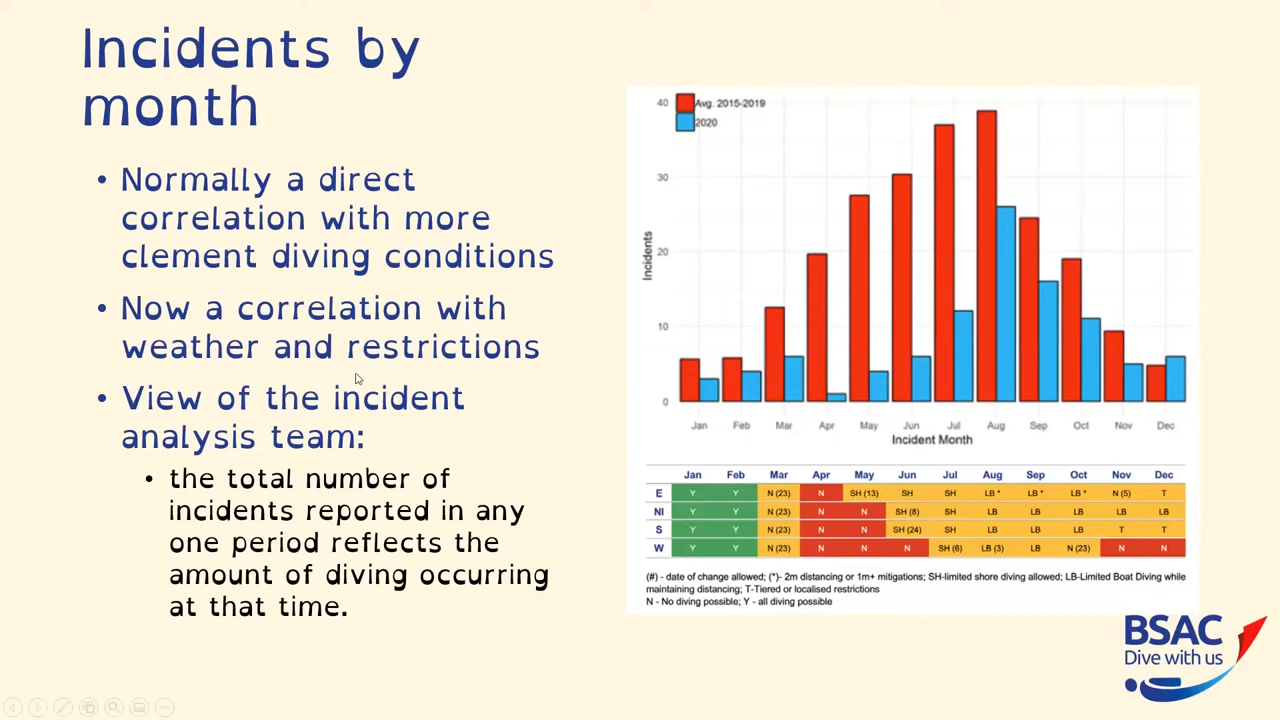 Incidents by
month
• Normally a direct
correlation with more
clement diving conditions
• Now a correlation with
weather and restrictions
• View of the incident
analysis team:
• the total number of
incidents reported in any
one period reflects the
amount of diving occurring
at that time.
Avg. 2015-2019
2020
40
30
20
10
0
Incidents
Jan Feb Mar Apr May Jun Jul Aug Sep Oct Nov Dec
Incident Month
Jan Feb Mar Apr May Jun Jul Aug Sep Oct Nov Dec
E Y Y N (23) N SH (13) SH SH LB * LB * LB * N (5) T
NI Y Y N (23) N N SH (8) SH LB LB LB LB LB
S Y Y N (23) N N SH (24) SH LB LB LB T T
W Y Y N (23) N N N SH (6) LB (3) LB N (23) N N
(#) - date of change allowed; (*)- 2m distancing or 1m+ mitigations; SH-limited shore diving allowed; LB-Limited Boat Diving while
maintaining distancing; T-Tiered or localised restrictions
N - No diving possible; Y - all diving possible
BSAC
Dive with us